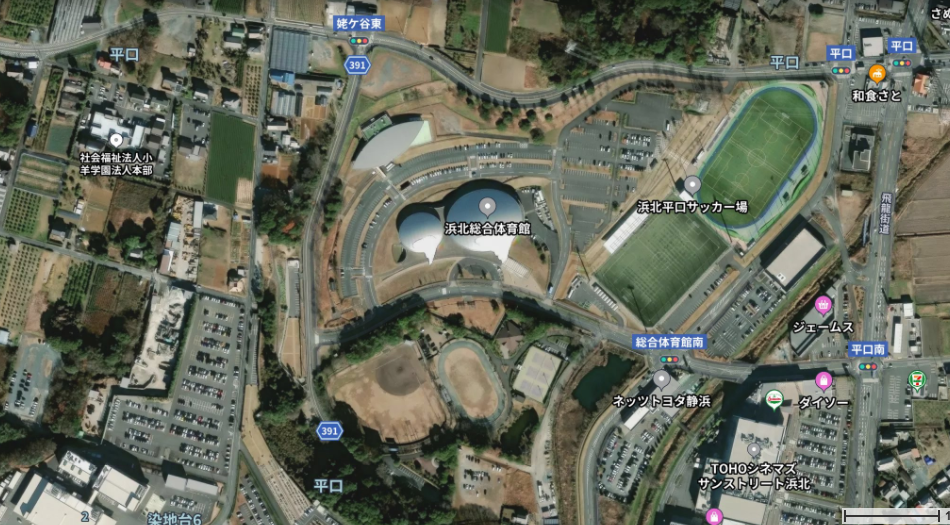 さぬ
姥ケ谷東
平口
391
平口
平口
平口
和食さと
社会福祉法人小
羊学園法人本部
浜北平口サッカー場
飛龍街道
浜北総合体育館
ジェームス
総合体育館南
平口南
ネッツトヨタ静浜
ダイソー
391
TOHOシネマズ
サンストリート浜北
平口
2
染地台6